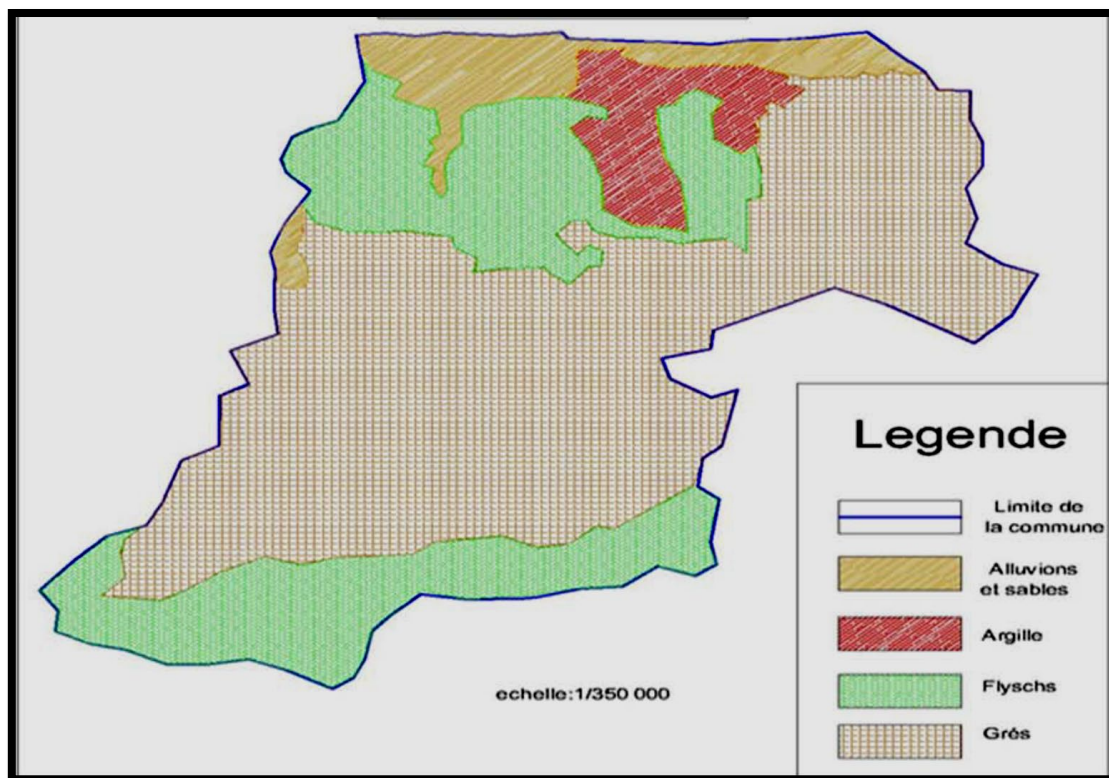 Legende
Limite de
la commune
Alluvions
et sables
Argille
Flyschs
Grés
echelle:1/350 000